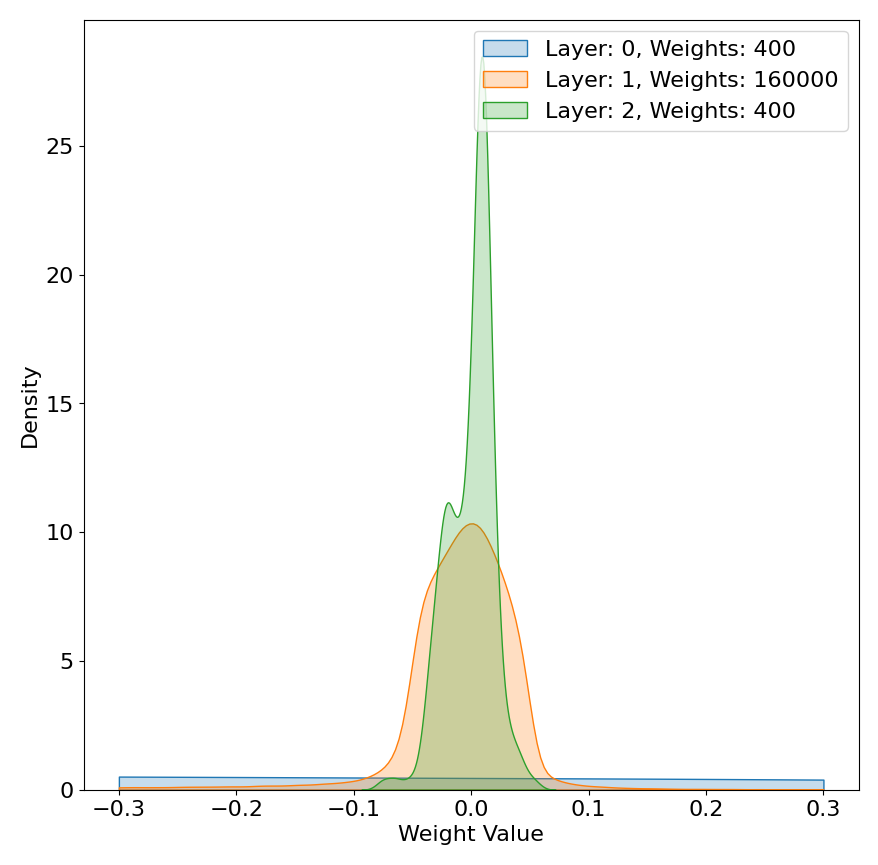 Layer: 0, Weights: 400
Layer: 1, Weights: 160000
Layer: 2, Weights: 400
Density
25
20
15
10
5
0
−0.3
−0.2
−0.1
0.0
0.1
0.2
0.3
Weight Value